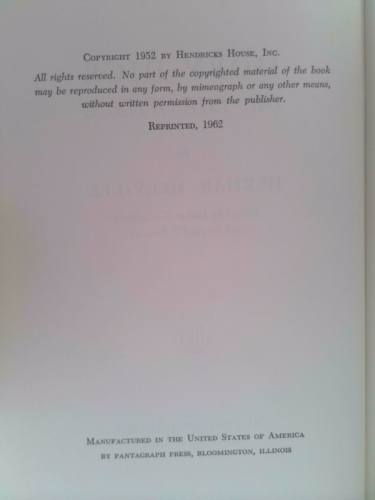 Copyright 1952 by Hendricks House, Inc.
All rights reserved. No part of the copyrighted material of the book
may be reproduced in any form, by mimeograph or any other means,
without written permission from the publisher.
Reprinted, 1962
HERMAN MELVILLE
Manufactured in the United States of America
by pantagraph press, bloomington, illinois